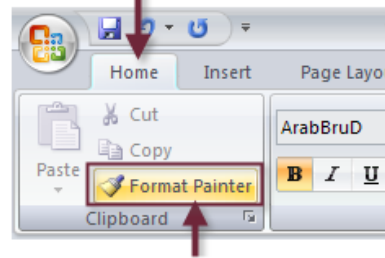 Home Insert Page Layo
Cut
Copy
Paste
Format Painter
Clipboard
ArabBruD
B I U